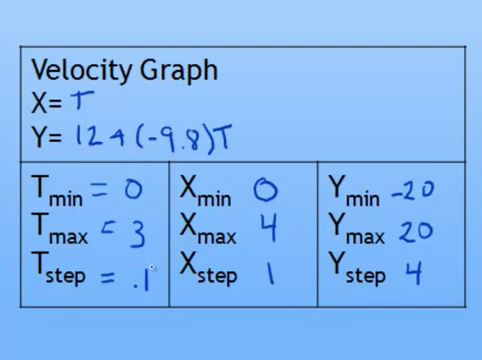 Velocity Graph
X= T
Y= 12+(-9.8)T
Tmin = 0
Tmax = 3
Tstep = .1
Xmin 0
Xmax 4
Xstep 1
Ymin -20
Ymax 20
Ystep 4